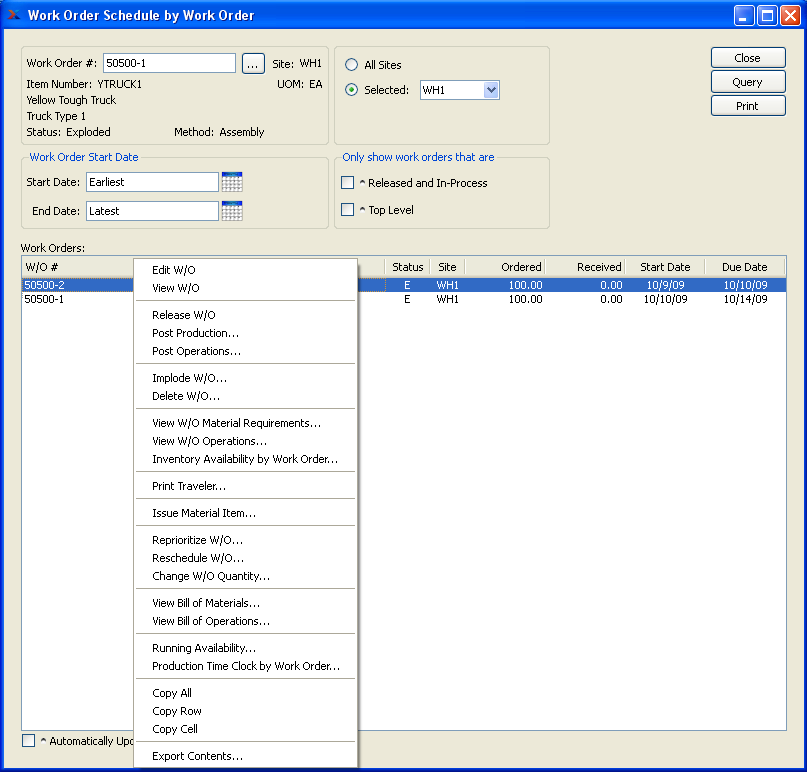 Work Order Schedule by Work Order
Work Order #: 50500-1 ... Site: WH1
Item Number: YTRUCK1 UOM: EA
Yellow Tough Truck
Truck Type 1
Status: Exploded Method: Assembly
All Sites
Selected: WH1
Close
Query
Print
Work Order Start Date
Start Date: Earliest
End Date: Latest
Only show work orders that are
^ Released and In-Process
^ Top Level
Work Orders:
W/O # Status Site Ordered Received Start Date Due Date
50500-2 E WH1 100.00 0.00 10/9/09 10/10/09
50500-1 E WH1 100.00 0.00 10/10/09 10/14/09
Edit W/O
View W/O
Release W/O
Post Production...
Post Operations...
Implode W/O...
Delete W/O...
View W/O Material Requirements...
View W/O Operations...
Inventory Availability by Work Order...
Print Traveler...
Issue Material Item...
Reprioritize W/O...
Reschedule W/O...
Change W/O Quantity...
View Bill of Materials...
View Bill of Operations...
Running Availability...
Production Time Clock by Work Order...
Copy All
Copy Row
Copy Cell
Export Contents...
^ Automatically Upd